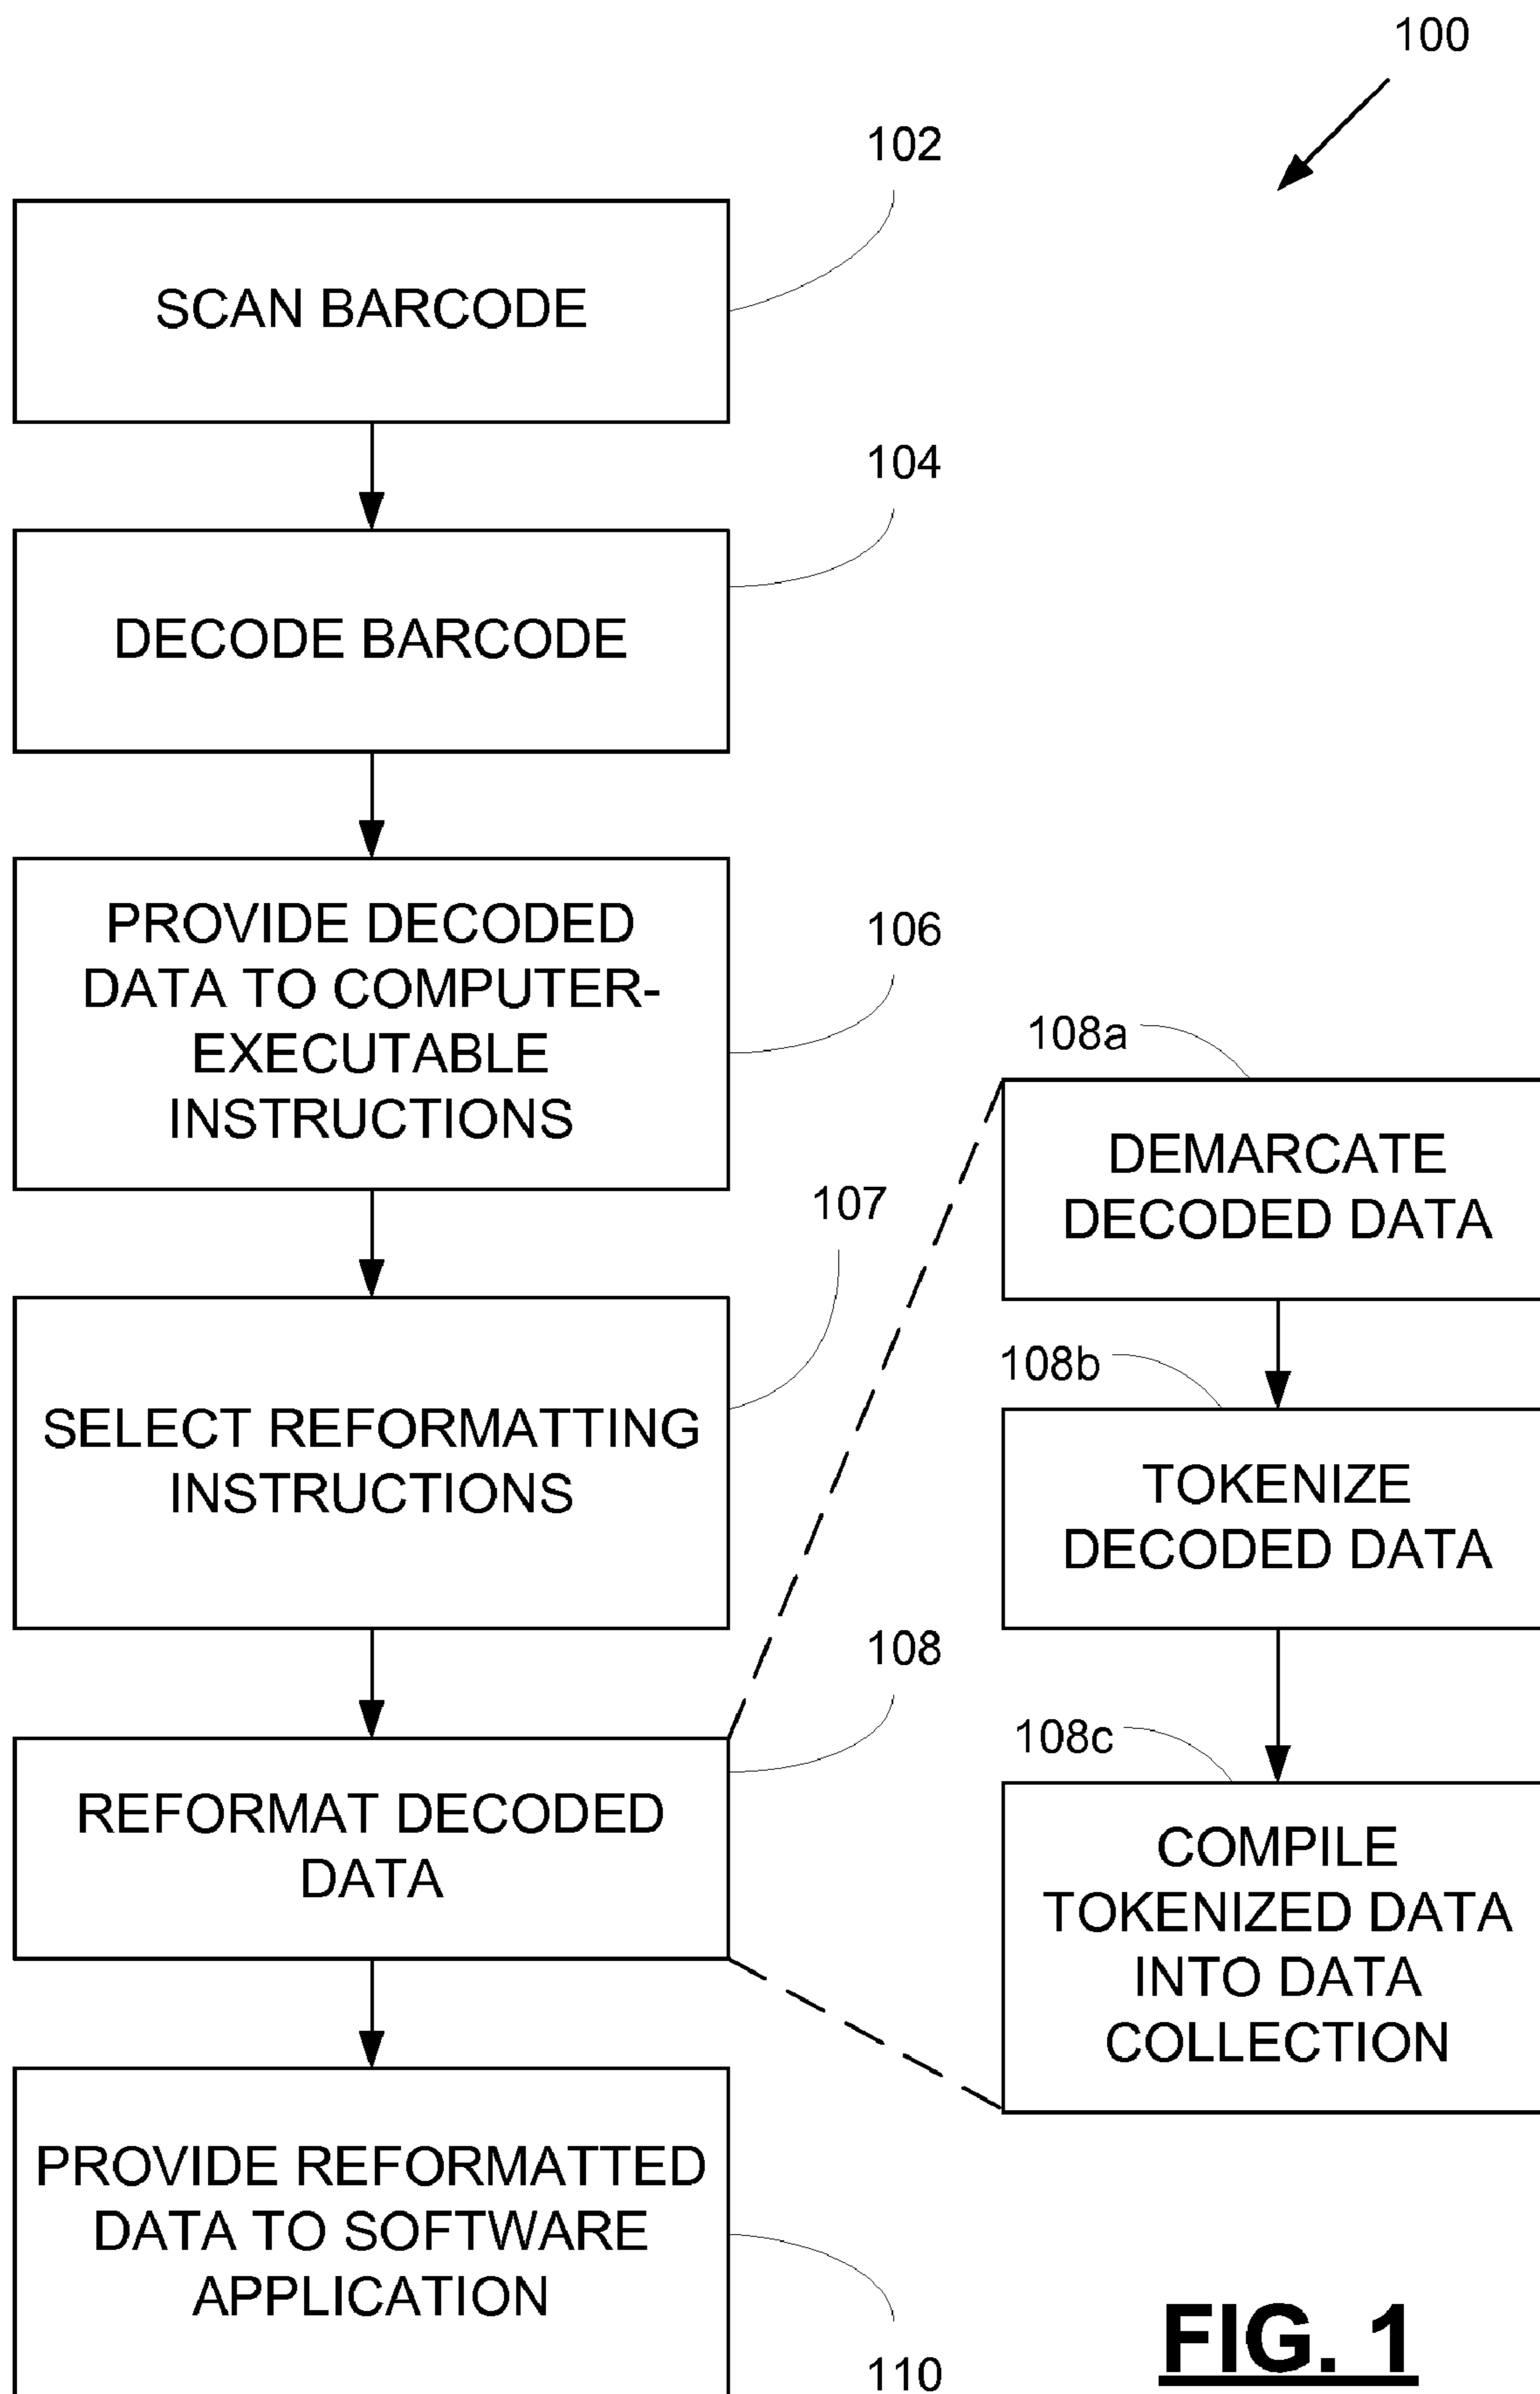 100
102
SCAN BARCODE
104
DECODE BARCODE
106
PROVIDE DECODED
DATA TO COMPUTER-
EXECUTABLE
INSTRUCTIONS
107
SELECT REFORMATTING
INSTRUCTIONS
108
REFORMAT DECODED
DATA
108a
DEMARCATE
DECODED DATA
108b
TOKENIZE
DECODED DATA
108c
COMPILE
TOKENIZED DATA
INTO DATA
COLLECTION
PROVIDE REFORMATTED
DATA TO SOFTWARE
APPLICATION
110
FIG. 1